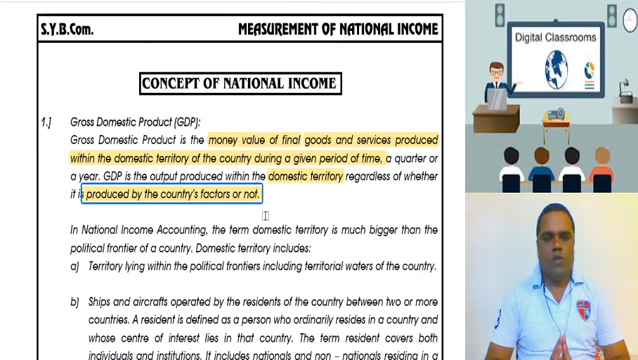 S.Y.B.Com. MEASUREMENT OF NATIONAL INCOME
CONCEPT OF NATIONAL INCOME
1.] Gross Domestic Product (GDP):
Gross Domestic Product is the money value of final goods and services produced
within the domestic territory of the country during a given period of time, a quarter or
a year. GDP is the output produced within the domestic territory regardless of whether
it is produced by the country's factors or not.
In National Income Accounting, the term domestic territory is much bigger than the
political frontier of a country. Domestic territory includes:
a) Territory lying within the political frontiers including territorial waters of the country.
b) Ships and aircrafts operated by the residents of the country between two or more
countries. A resident is defined as a person who ordinarily resides in a country and
whose centre of interest lies in that country. The term resident covers both
individuals and institutions. It includes nationals and non – nationals residing in a
Digital Classrooms